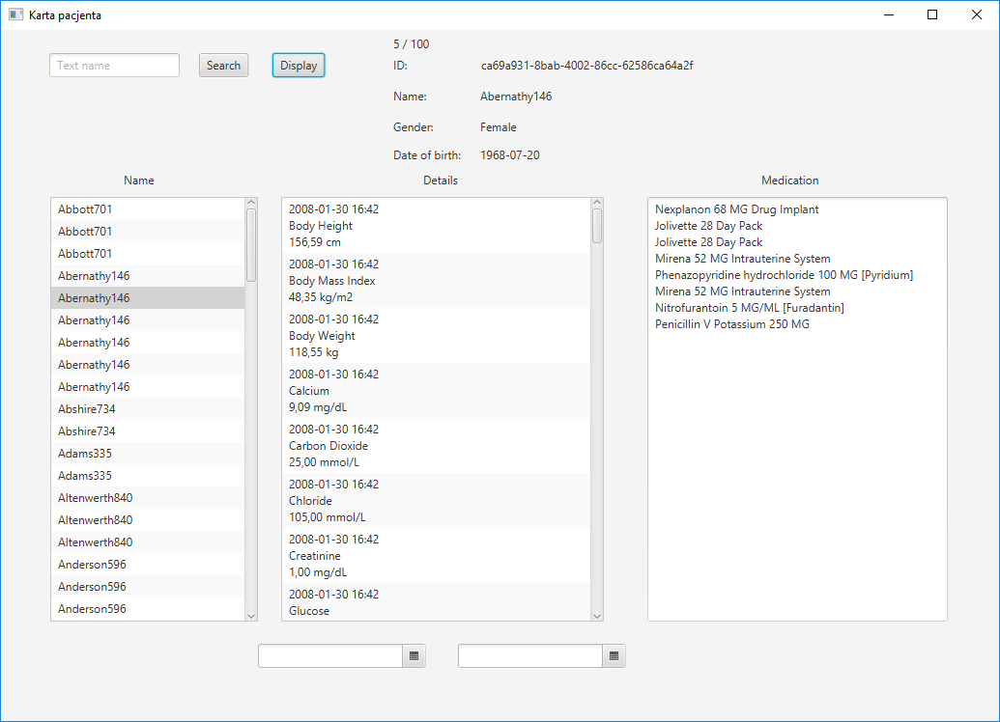 Karta pacjenta
5 / 100
Text name
Search
Display
ID: ca69a931-8bab-4002-86cc-62586ca64a2f
Name: Abernathy146
Gender: Female
Date of birth: 1968-07-20
Name
Abbott701
Abbott701
Abbott701
Abernathy146
Abernathy146
Abernathy146
Abernathy146
Abernathy146
Abernathy146
Abshire734
Abshire734
Adams335
Adams335
Altenwerth840
Altenwerth840
Altenwerth840
Anderson596
Anderson596
Anderson596
Details
2008-01-30 16:42
Body Height
156,59 cm
2008-01-30 16:42
Body Mass Index
48,35 kg/m2
2008-01-30 16:42
Body Weight
118,55 kg
2008-01-30 16:42
Calcium
9,09 mg/dL
2008-01-30 16:42
Carbon Dioxide
25,00 mmol/L
2008-01-30 16:42
Chloride
105,00 mmol/L
2008-01-30 16:42
Creatinine
1,00 mg/dL
2008-01-30 16:42
Glucose
Medication
Nexplanon 68 MG Drug Implant
Jolivette 28 Day Pack
Jolivette 28 Day Pack
Mirena 52 MG Intrauterine System
Phenazopyridine hydrochloride 100 MG [Pyridium]
Mirena 52 MG Intrauterine System
Nitrofurantoin 5 MG/ML [Furadantin]
Penicillin V Potassium 250 MG